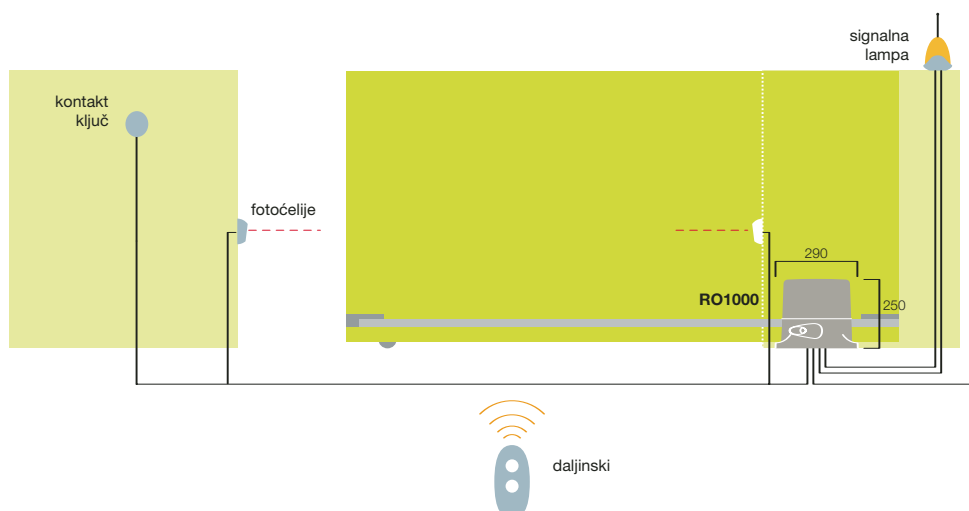 signalna
lampa
kontakt
ključ
fotoćelije
290
RO1000
250
daljinski